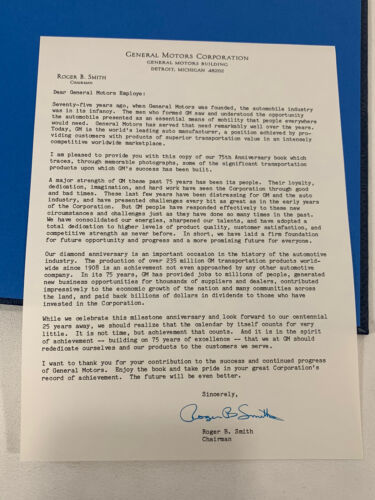 GENERAL MOTORS CORPORATION
GENERAL MOTORS BUILDING
DETROIT, MICHIGAN 48202
ROGER B. SMITH
CHAIRMAN
Dear General Motors Employe:
Seventy-five years ago, when General Motors was founded, the automobile industry
was in its infancy. The men who formed GM saw and understood the opportunity
the automobile presented as an essential means of mobility that people everywhere
would need. General Motors has served that need remarkably well over the years.
Today, GM is the world's leading auto manufacturer, a position achieved by pro-
viding customers with products of superior transportation value in an intensely
competitive worldwide marketplace.
I am pleased to provide you with this copy of our 75th Anniversary book which
traces, through memorable photographs, some of the significant transportation
products upon which GM's success has been built.
A major strength of GM these past 75 years has been its people. Their loyalty,
dedication, imagination, and hard work have seen the Corporation through good
and bad times. These last few years have been distressing for GM and the auto
industry, and have presented challenges every bit as great as in the early years
of the Corporation. But GM people have responded effectively to these new
circumstances and challenges just as they have done so many times in the past.
We have consolidated our energies, sharpened our talents, and have adopted a
total dedication to higher levels of product quality, customer satisfaction, and
competitive strength as never before. In short, we have laid a firm foundation
for future opportunity and progress and a more promising future for everyone.
Our diamond anniversary is an important occasion in the history of the automotive
industry. The production of over 235 million GM transportation products world-
wide since 1908 is an achievement not even approached by any other automotive
company. In its 75 years, GM has provided jobs to millions of people, generated
new business opportunities for thousands of suppliers and dealers, contributed
impressively to the economic growth of the nation and many communities across
the land, and paid back billions of dollars in dividends to those who have
invested in the Corporation.
While we celebrate this milestone anniversary and look forward to our centennial
25 years away, we should realize that the calendar by itself counts for very
little. It is not time, but achievement that counts. And it is in the spirit
of achievement -- building on 75 years of excellence -- that we at GM should
rededicate ourselves and our products to the customers we serve.
I want to thank you for your contribution to the success and continued progress
of General Motors. Enjoy the book and take pride in your great Corporation's
record of achievement. The future will be even better.
Sincerely,
Roger B Smith
Roger B. Smith
Chairman